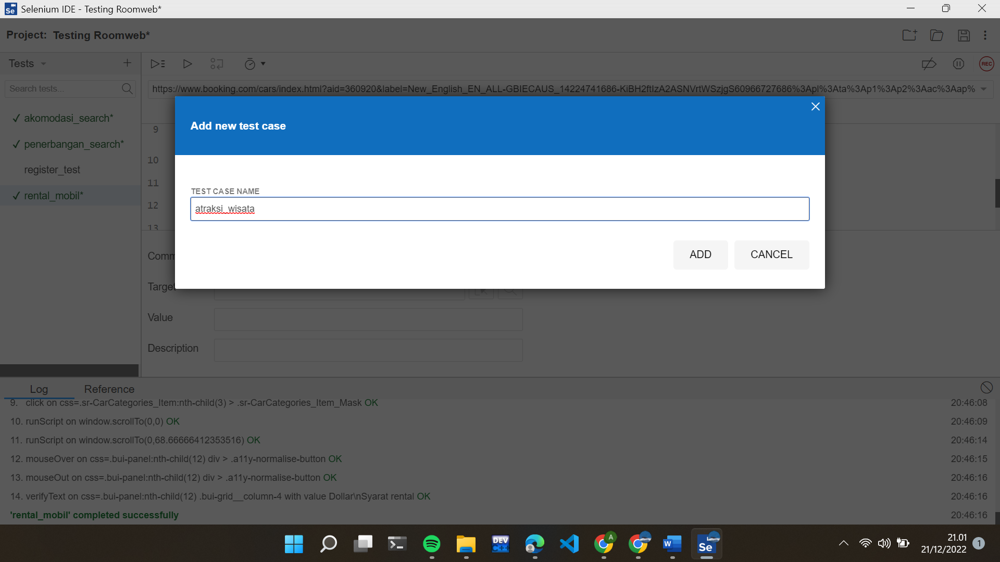 Selenium IDE - Testing Roomweb*
Project: Testing Roomweb*
Tests
REC
Search tests...
https://www.booking.com/cars/index.html?aid=360920&label=New_English_EN_ALL-GBIECAUS_14224741686-KiBH2ftIzA2ASNVrtWSzjgS60966727686%3Apl%3Ata%3Ap1%3Ap2%3Aac%3Aap%
✓ akomodasi_search*
✓ penerbangan_search*
register_test
✓ rental_mobil*
9
10
11
12
13
Add new test case
TEST CASE NAME
atraksi_wisata
ADD CANCEL
Comm
Target
Value
Description
Log Reference
9. click on css=.sr-CarCategories_Item:nth-child(3) > .sr-CarCategories_Item_Mask OK 20:46:08
10. runScript on window.scrollTo(0,0) OK 20:46:09
11. runScript on window.scrollTo(0,68.66666412353516) OK 20:46:14
12. mouseOver on css=.bui-panel:nth-child(12) div > .a11y-normalise-button OK 20:46:15
13. mouseOut on css=.bui-panel:nth-child(12) div > .a11y-normalise-button OK 20:46:16
14. verifyText on css=.bui-panel:nth-child(12) .bui-grid__column-4 with value Dollar\nSyarat rental OK 20:46:16
'rental_mobil' completed successfully 20:46:16
DEV
C++
A
W
Se
21.01
21/12/2022
1